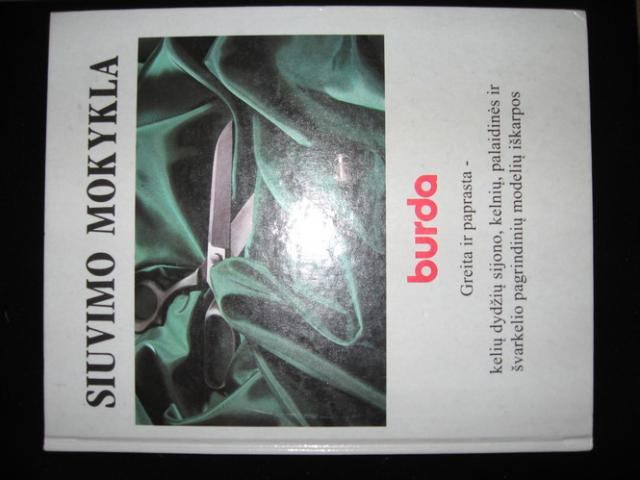 SIUVIMO MOKYKLA
burda
Greita ir paprasta -
kelių dydžių sijono, kelnių, palaidinės ir
švarkelio pagrindinių modelių iškarpos